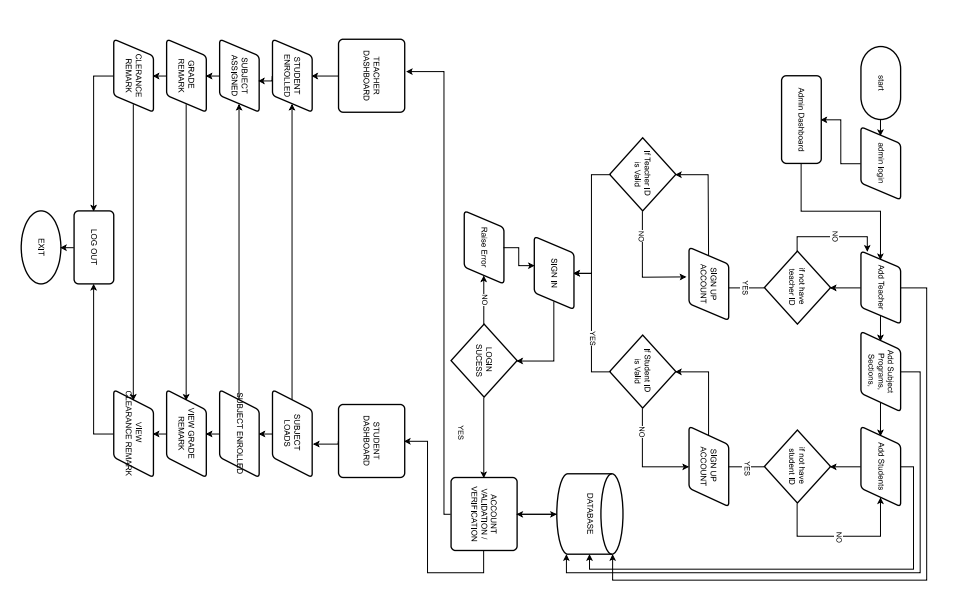 start
admin login
Admin Dashboard
Add Teacher
Add Subject
Programs,
Sections,
Add Students
NO
if not have
teacher ID
if not have
student ID
NO
YES
YES
SIGN UP
ACCOUNT
SIGN UP
ACCOUNT
If Teacher ID
is Valid
NO
If Student ID
is Valid
NO
YES
SIGN IN
Raise Error
NO
LOGIN
SUCESS
YES
DATABASE
ACCOUNT
VALIDATION /
VERIFICATION
TEACHER
DASHBOARD
STUDENT
DASHBOARD
STUDENT
ENROLLED
SUBJECT
LOADS
SUBJECT
ASSIGNED
SUBJECT ENROLLED
GRADE
REMARK
VIEW GRADE
REMARK
CLERANCE
REMARK
VIEW
CLEARANCE REMARK
LOG OUT
EXIT